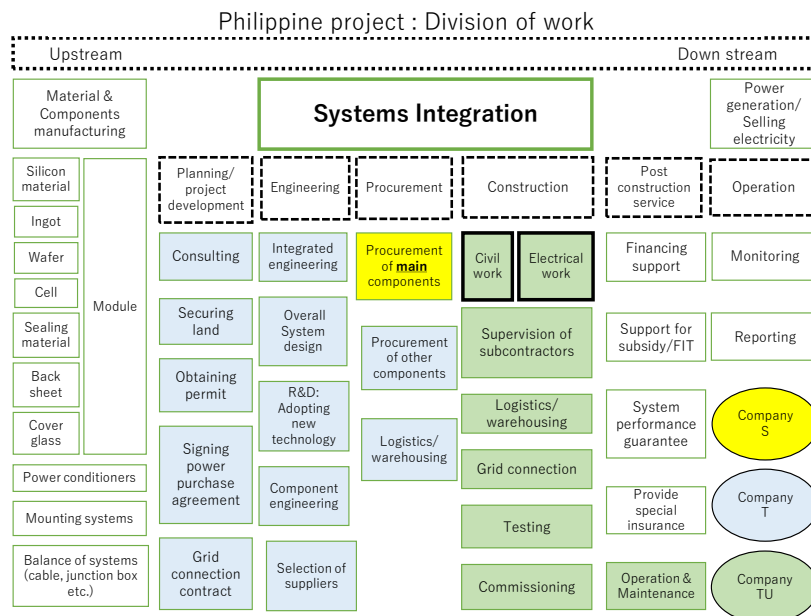 Philippine project : Division of work
Upstream
Down stream
Material &
Components
manufacturing
Systems Integration
Power
generation/
Selling
electricity
Silicon
material
Ingot
Wafer
Cell
Sealing
material
Back
sheet
Cover
glass
Module
Power conditioners
Mounting systems
Balance of systems
(cable, junction box
etc.)
Planning/
project
development
Consulting
Securing
land
Obtaining
permit
Signing
power
purchase
agreement
Grid
connection
contract
Engineering
Integrated
engineering
Overall
System
design
R&D:
Adopting
new
technology
Component
engineering
Selection of
suppliers
Procurement
Procurement
of main
components
Procurement
of other
components
Logistics/
warehousing
Construction
Civil
work
Electrical
work
Supervision of
subcontractors
Logistics/
warehousing
Grid connection
Testing
Commissioning
Post
construction
service
Financing
support
Support for
subsidy/FIT
System
performance
guarantee
Provide
special
insurance
Operation &
Maintenance
Operation
Monitoring
Reporting
Company
S
Company
T
Company
TU